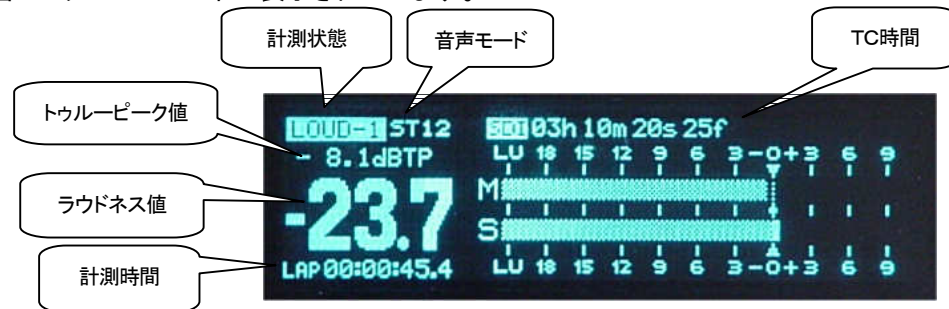 計測状態
音声モード
TC時間
トゥルーピーク値
ラウドネス値
計測時間
LOUD-1 ST12
- 8.1dBTP
-23.7
LAP 00:00:45.4
SDI 03h 10m 20s 25f
LU 18 15 12 9 6 3 -0+ 3 6 9
M
S
LU 18 15 12 9 6 3 -0+ 3 6 9